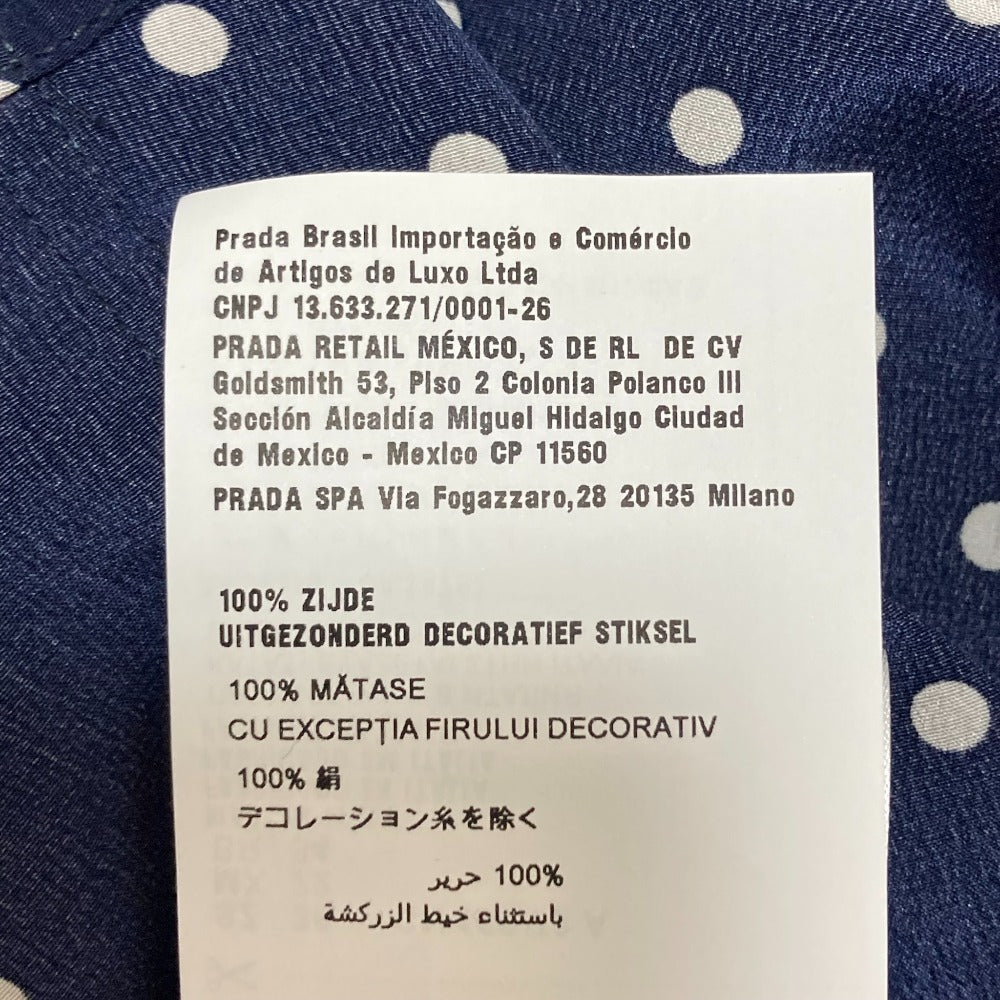 Prada Brasil Importação e Comércio
de Artigos de Luxo Ltda
CNPJ 13.633.271/0001-26
PRADA RETAIL MÉXICO, S DE RL DE CV
Goldsmith 53, Piso 2 Colonia Polanco III
Sección Alcaldía Miguel Hidalgo Ciudad
de Mexico - Mexico CP 11560
PRADA SPA Via Fogazzaro,28 20135 Milano
100% ZIJDE
UITGEZONDERD DECORATIEF STIKSEL
100% MĂTASE
CU EXCEPȚIA FIRULUI DECORATIV
100% 絹
デコレーション糸を除く
100% حرير
باستثناء خيط الزركشة